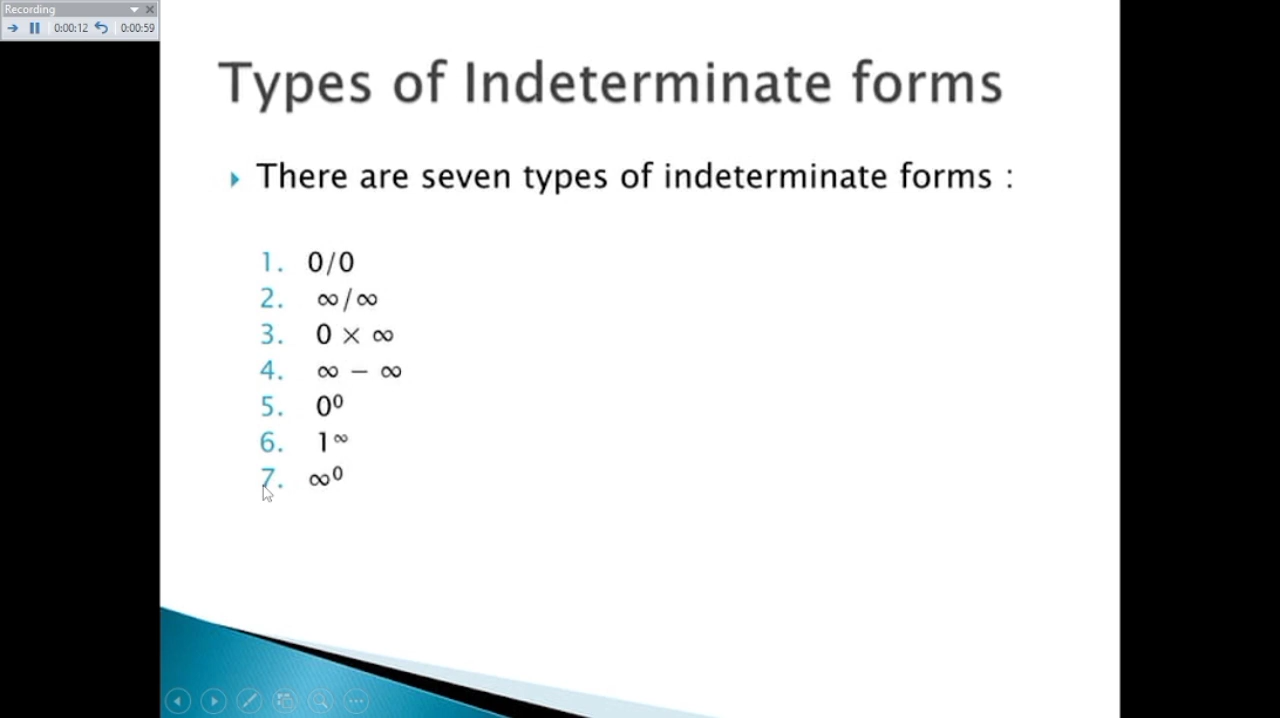 Recording
0:00:12 0:00:59
Types of Indeterminate forms
There are seven types of indeterminate forms :
1. 0/0
2. ∞/∞
3. 0 × ∞
4. ∞ − ∞
5. 0⁰
6. 1^∞
7. ∞⁰